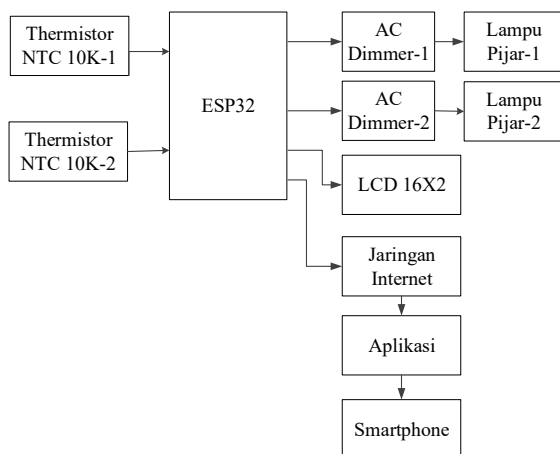 Thermistor
NTC 10K-1
Thermistor
NTC 10K-2
ESP32
AC
Dimmer-1
Lampu
Pijar-1
AC
Dimmer-2
Lampu
Pijar-2
LCD 16X2
Jaringan
Internet
Aplikasi
Smartphone